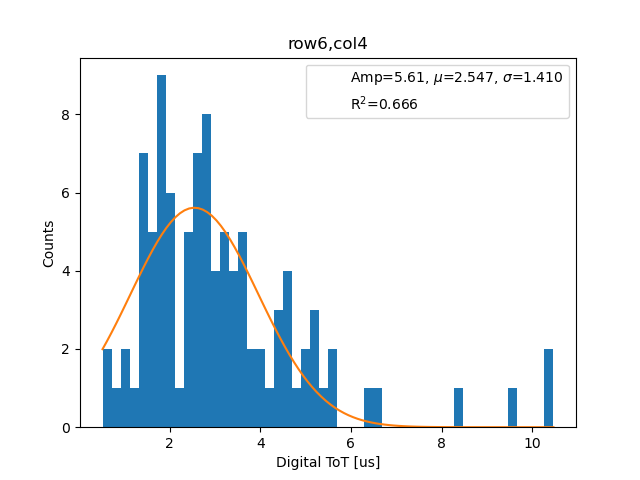 row6,col4
Amp=5.61, μ=2.547, σ=1.410
R²=0.666
Counts
8
6
4
2
0
2 4 6 8 10
Digital ToT [us]